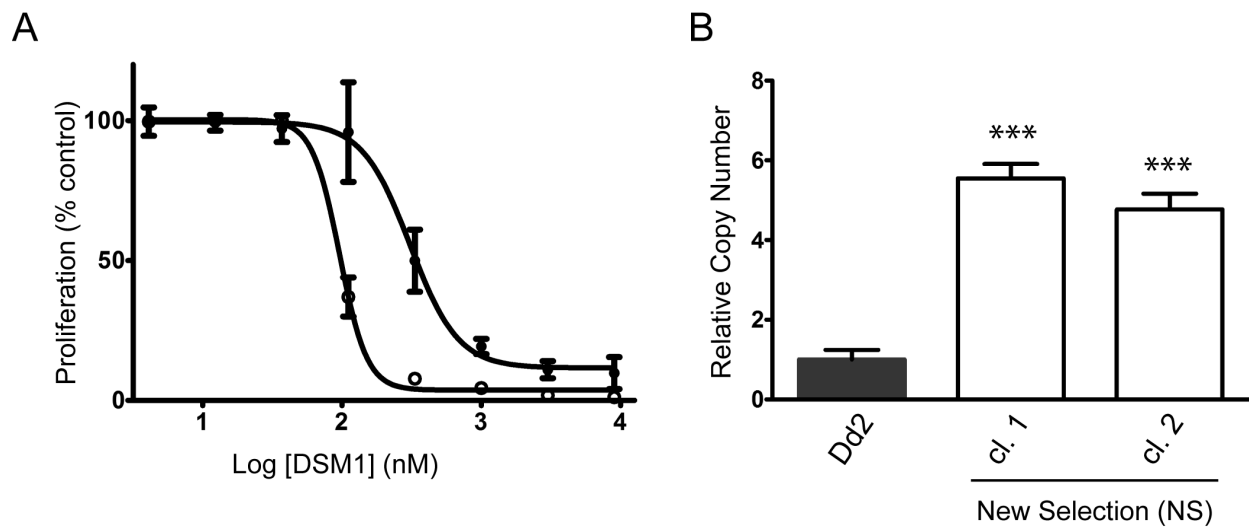 A
Proliferation (% control)
100
50
0
1 2 3 4
Log [DSM1] (nM)
B
Relative Copy Number
8
6
4
2
0
***
***
Dd2
cl. 1
cl. 2
New Selection (NS)